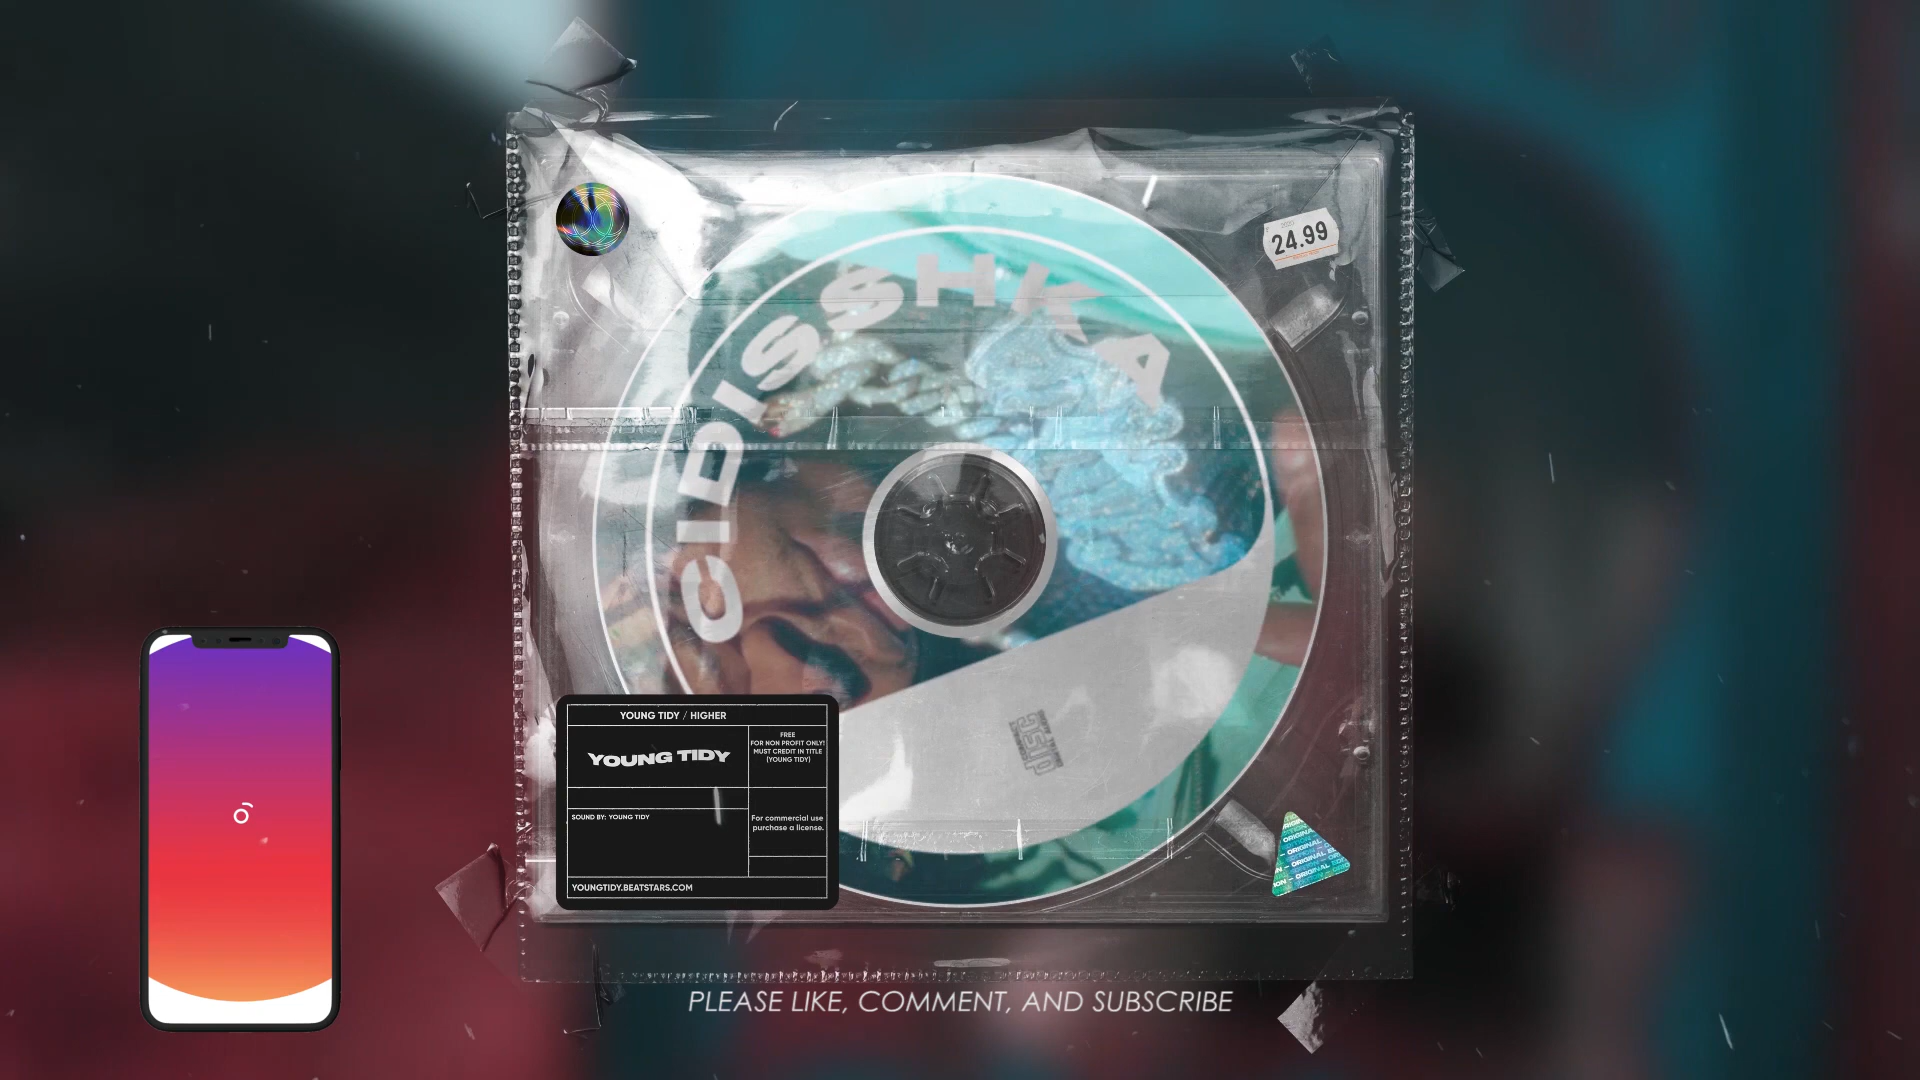 24.99
CIDISSHKA
YOUNG TIDY / HIGHER
YOUNG TIDY
FREE
FOR NON PROFIT ONLY!
MUST CREDIT IN TITLE
(YOUNG TIDY)
SOUND BY: YOUNG TIDY
For commercial use
purchase a license.
YOUNGTIDY.BEATSTARS.COM
ORIGINAL
PLEASE LIKE, COMMENT, AND SUBSCRIBE